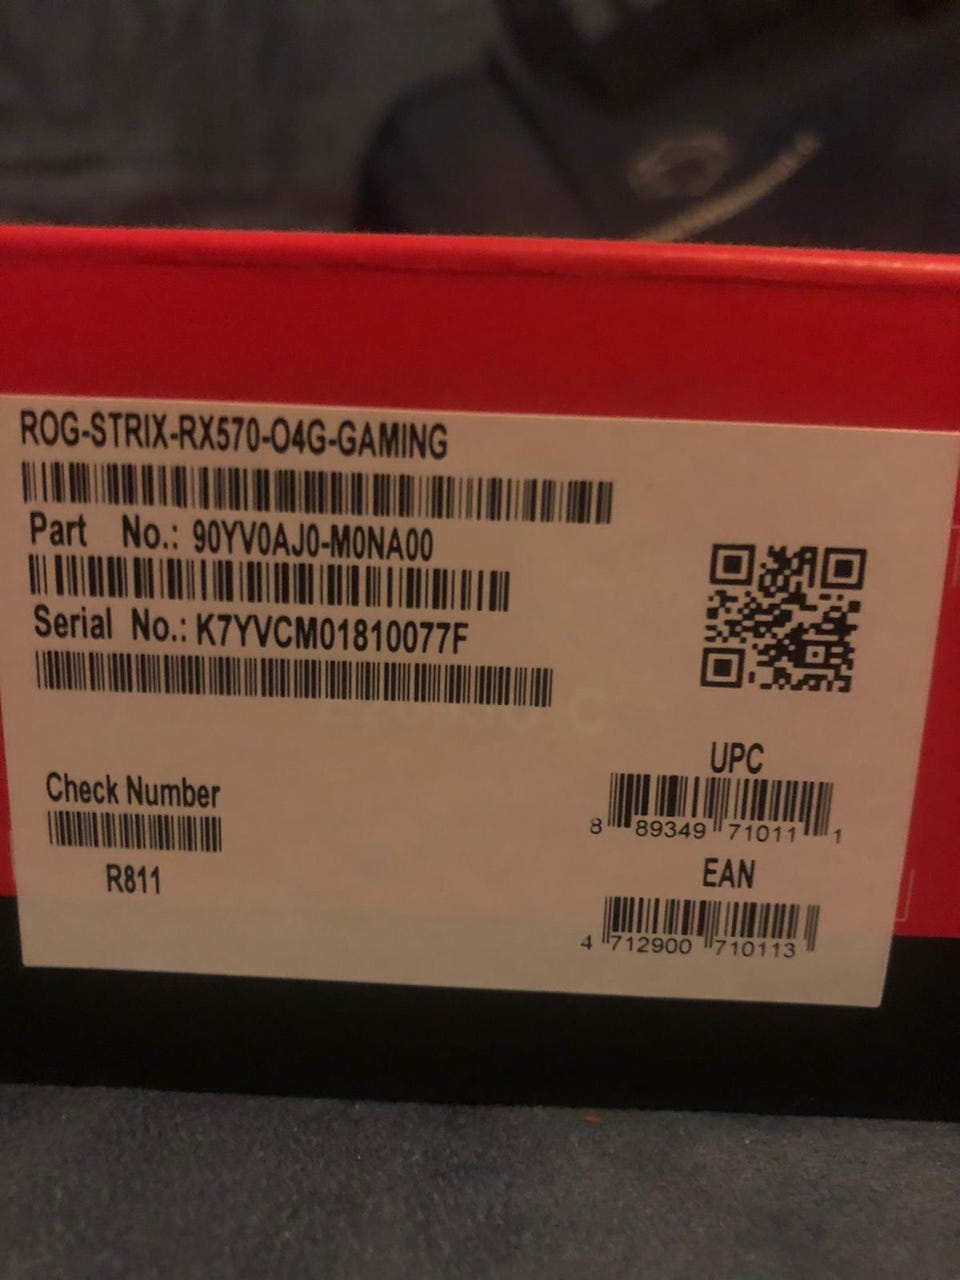 ROG-STRIX-RX570-O4G-GAMING
Part No.: 90YV0AJ0-M0NA00
Serial No.: K7YVCM01810077F
Check Number
R811
UPC
8 89349 71011 1
EAN
4 712900 710113